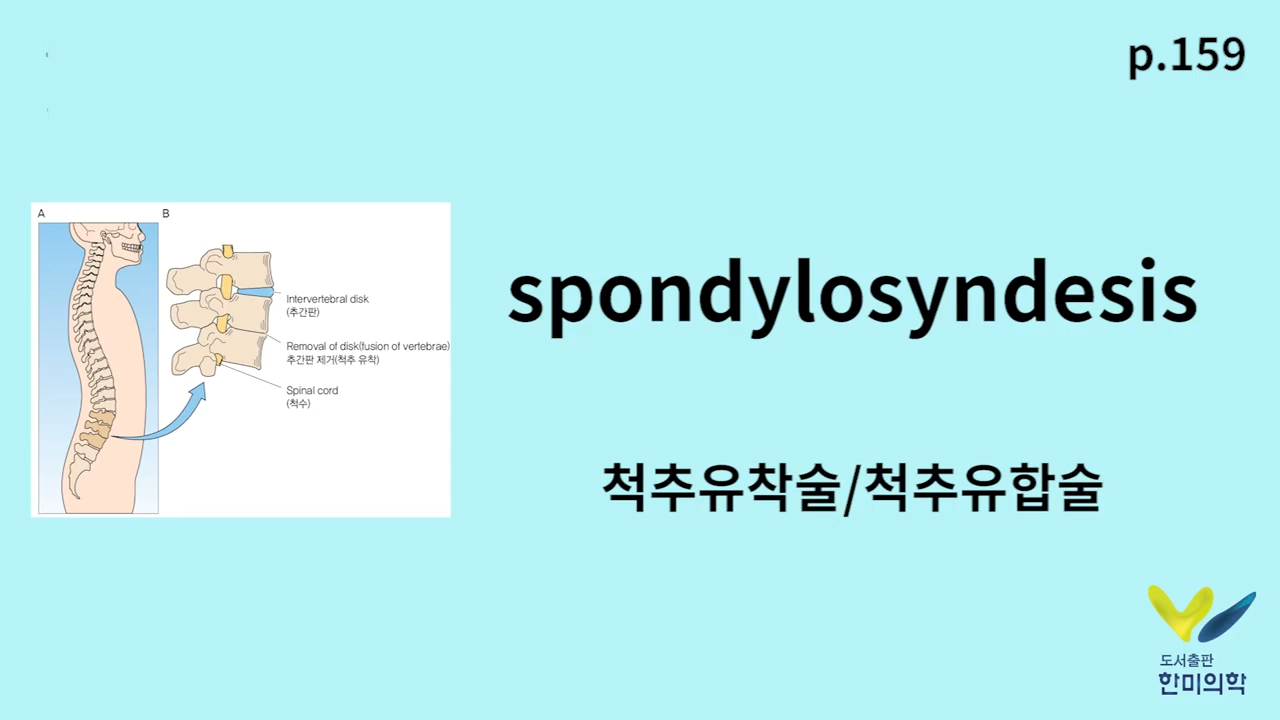 p.159
A B
Intervertebral disk
(추간판)
Removal of disk(fusion of vertebrae)
추간판 제거(척추 유착)
Spinal cord
(척수)
spondylosyndesis
척추유착술/척추유합술
도서출판
한미의학